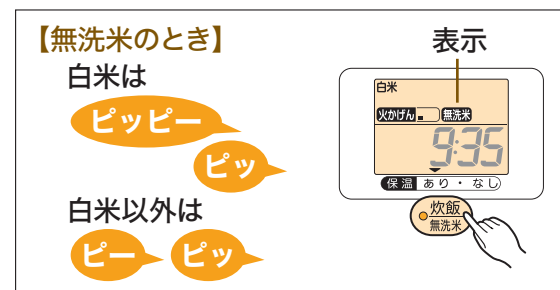 【無洗米のとき】
表示
白米は
ピッピー
ピッ
白米以外は
ピー ピッ
白米
火かげん 無洗米
9:35
保温 あり・なし
炊飯
無洗米